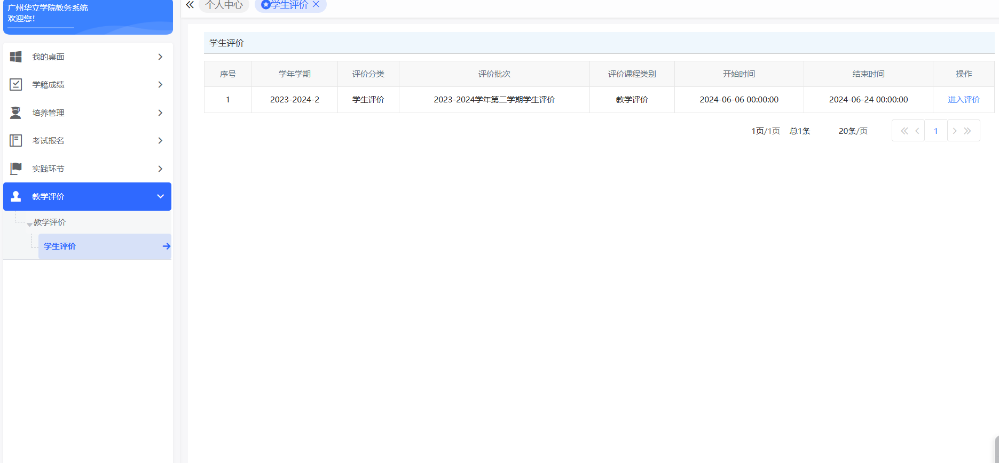 广州华立学院教务系统
欢迎您！
个人中心
学生评价
我的桌面
学籍成绩
培养管理
考试报名
实践环节
教学评价
教学评价
学生评价
学生评价
序号 学年学期 评价分类 评价批次 评价课程类别 开始时间 结束时间 操作
1 2023-2024-2 学生评价 2023-2024学年第二学期学生评价 教学评价 2024-06-06 00:00:00 2024-06-24 00:00:00 进入评价
1页/1页 总1条 20条/页 1